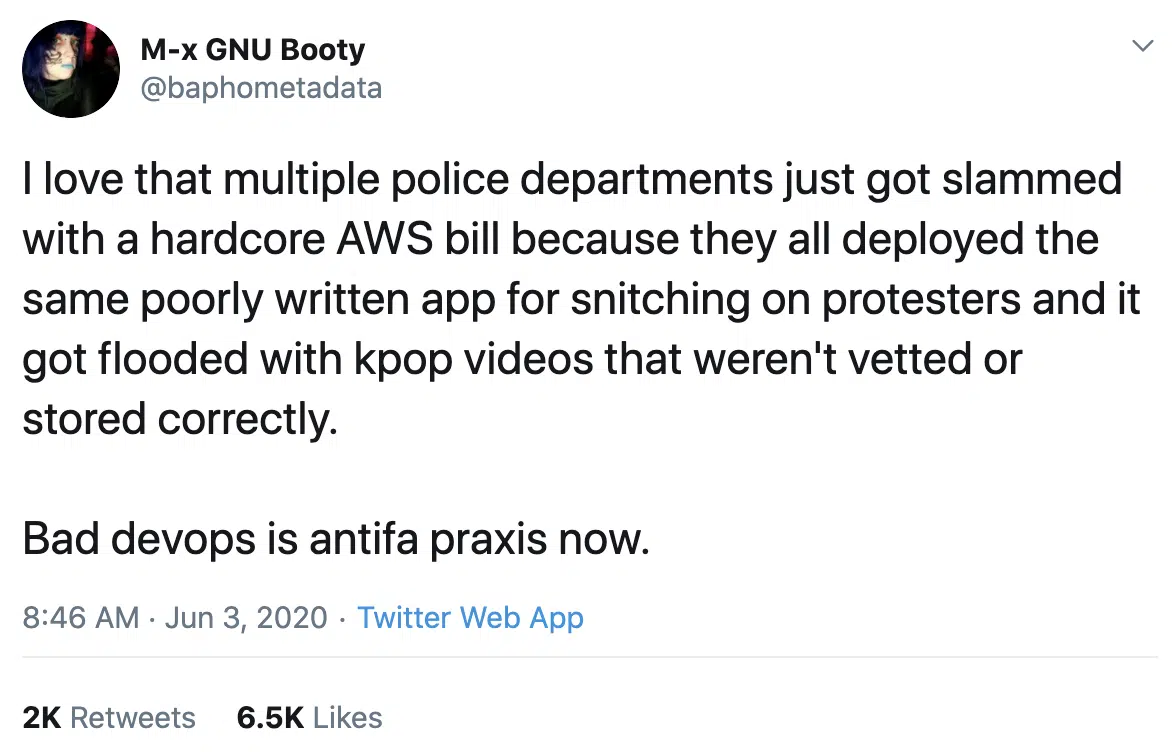 M-x GNU Booty
@baphometadata
I love that multiple police departments just got slammed
with a hardcore AWS bill because they all deployed the
same poorly written app for snitching on protesters and it
got flooded with kpop videos that weren't vetted or
stored correctly.
Bad devops is antifa praxis now.
8:46 AM · Jun 3, 2020 · Twitter Web App
2K Retweets 6.5K Likes